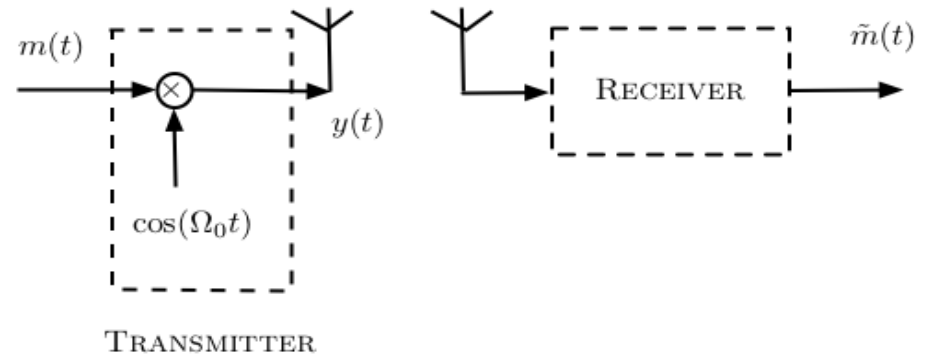 m(t)
m̃(t)
×
RECEIVER
y(t)
cos(Ω₀t)
TRANSMITTER